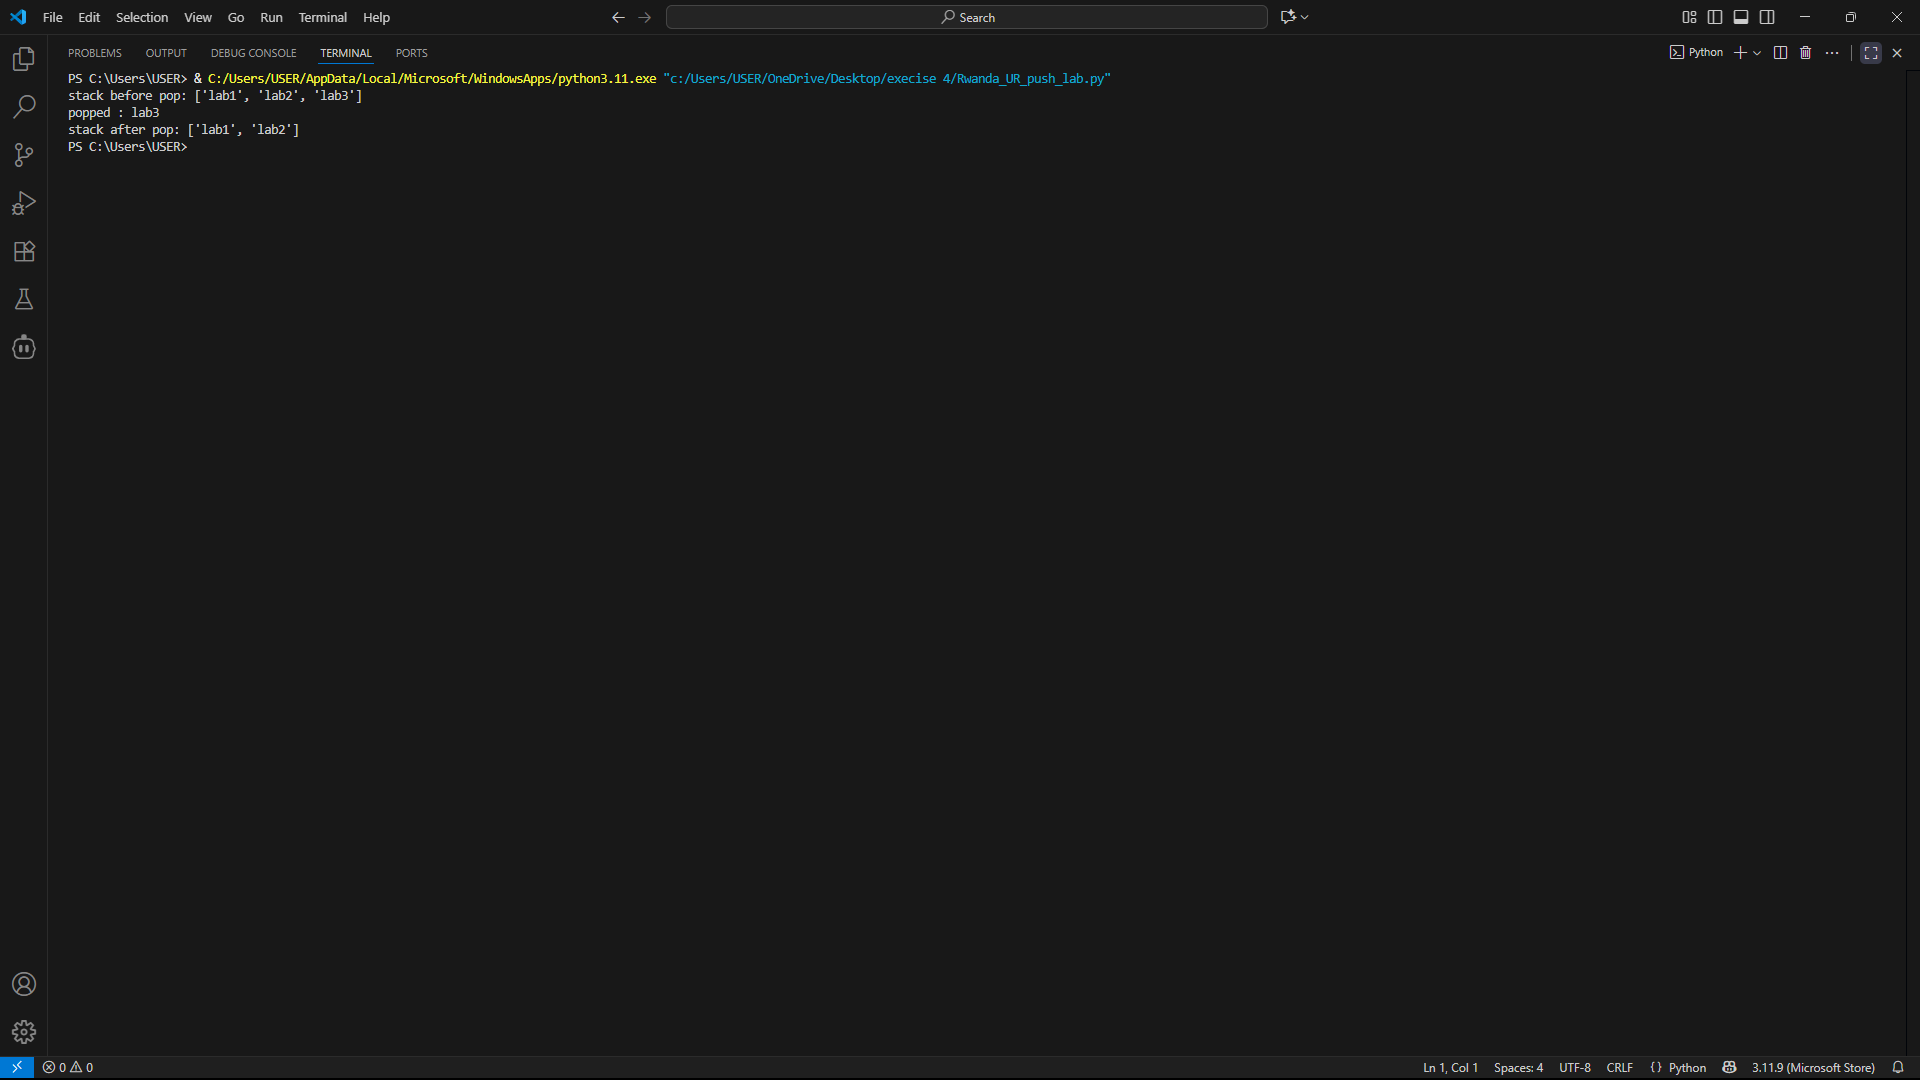 File Edit Selection View Go Run Terminal Help
Search
PROBLEMS OUTPUT DEBUG CONSOLE TERMINAL PORTS
Python
PS C:\Users\USER> & C:/Users/USER/AppData/Local/Microsoft/WindowsApps/python3.11.exe "c:/Users/USER/OneDrive/Desktop/execise 4/Rwanda_UR_push_lab.py"
stack before pop: ['lab1', 'lab2', 'lab3']
popped : lab3
stack after pop: ['lab1', 'lab2']
PS C:\Users\USER>
0 0
Ln 1, Col 1 Spaces: 4 UTF-8 CRLF {} Python 3.11.9 (Microsoft Store)